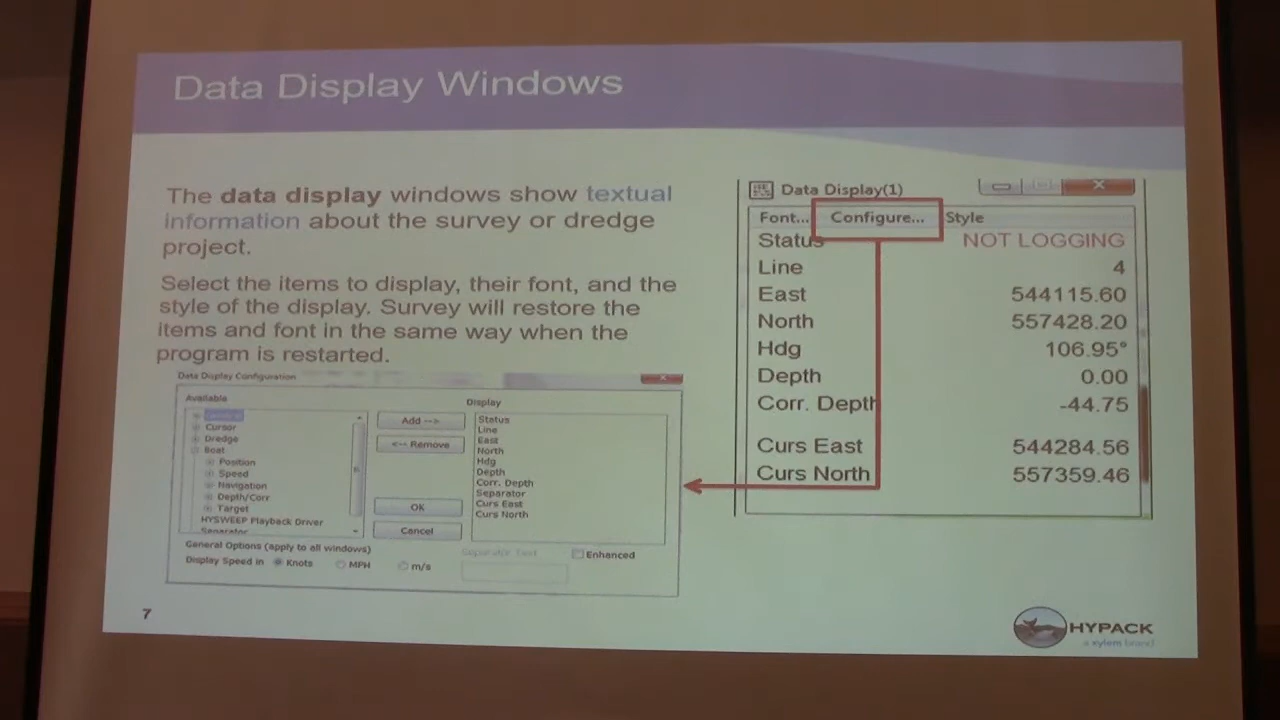 Data Display Windows
The data display windows show textual
information about the survey or dredge
project.
Select the items to display, their font, and the
style of the display. Survey will restore the
items and font in the same way when the
program is restarted.
Data Display(1)
Font... Configure... Style
Status NOT LOGGING
Line 4
East 544115.60
North 557428.20
Hdg 106.95°
Depth 0.00
Corr. Depth -44.75
Curs East 544284.56
Curs North 557359.46
Data Display Configuration
Available
Cursor
Dredge
Boat
Position
Speed
Navigation
Depth/Corr
Target
HYSWEEP Playback Driver
Separator
Add -->
<-- Remove
OK
Cancel
Display
Status
Line
East
North
Hdg
Depth
Corr. Depth
Separator
Curs East
Curs North
General Options (apply to all windows)
Display Speed in Knots MPH m/s
Separator Text
Enhanced
7
HYPACK
a xylem brand